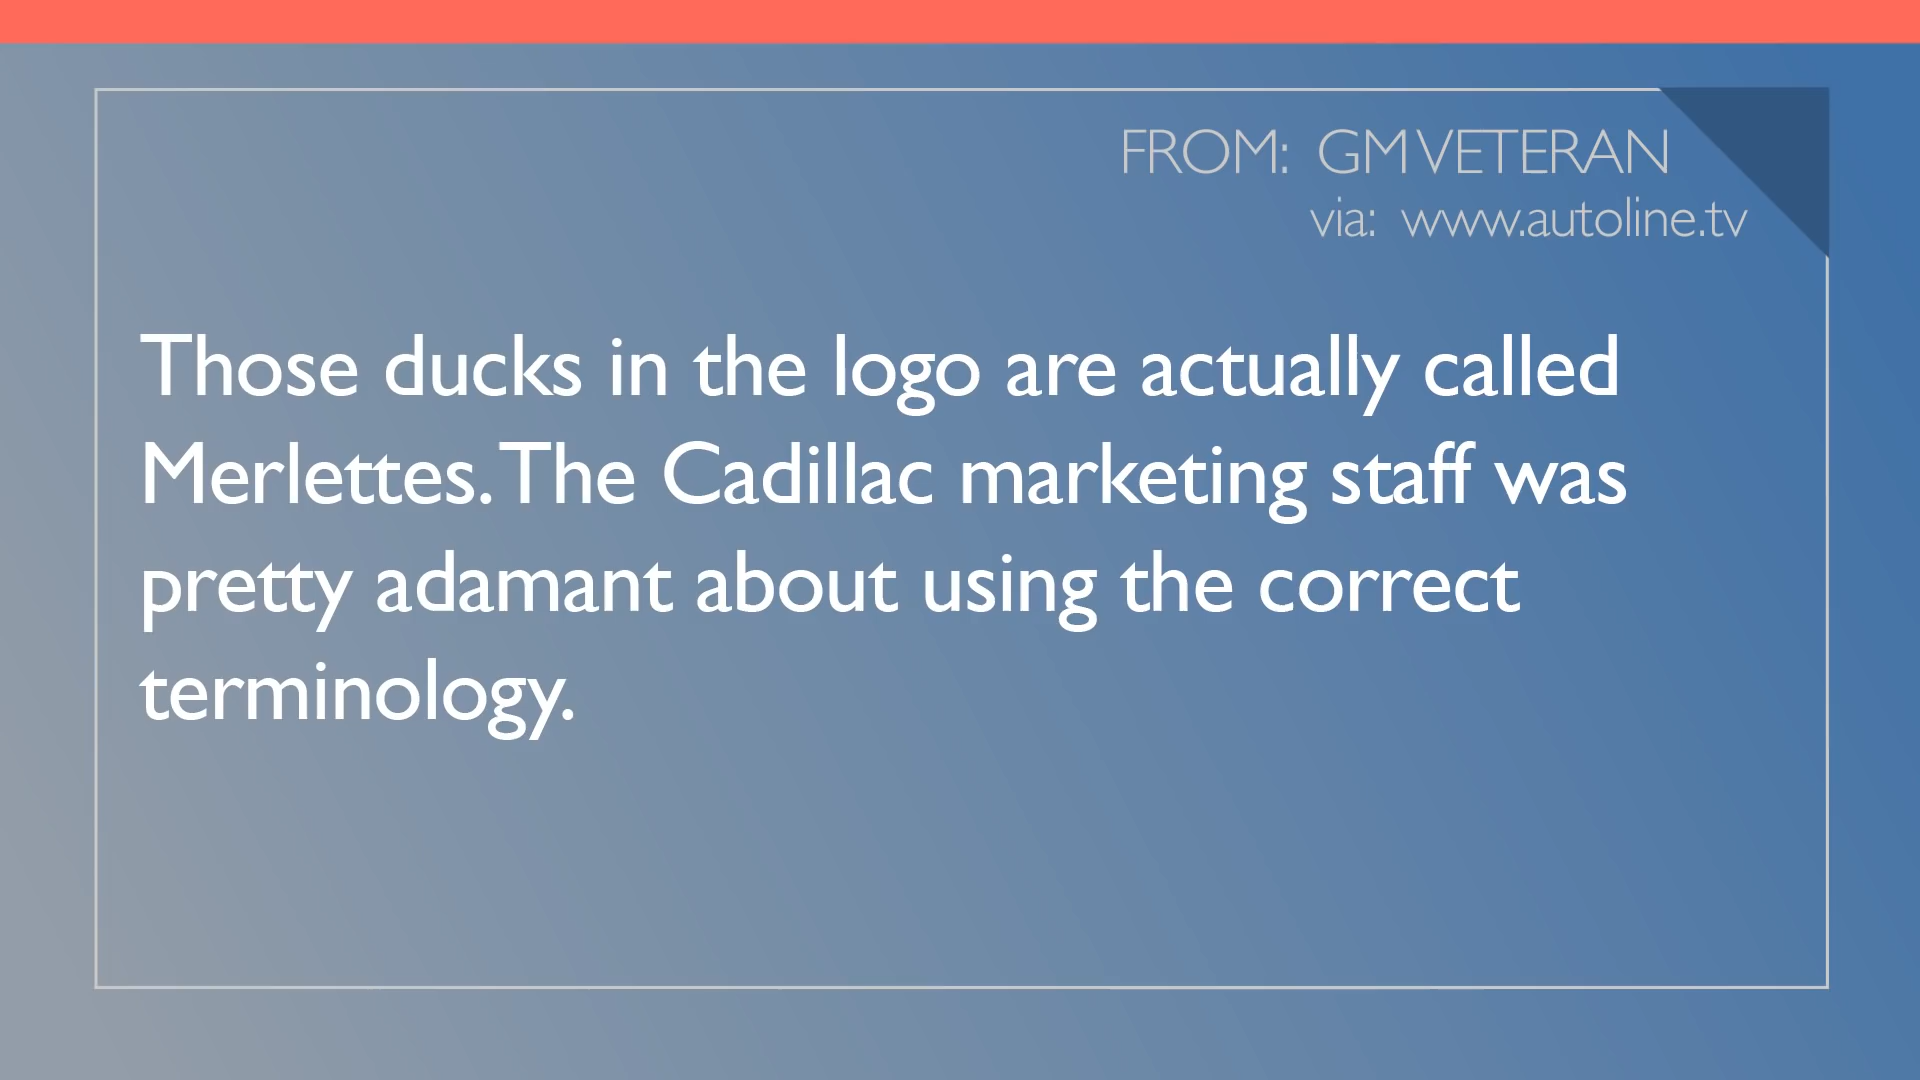 FROM: GM VETERAN
via: www.autoline.tv
Those ducks in the logo are actually called
Merlettes. The Cadillac marketing staff was
pretty adamant about using the correct
terminology.